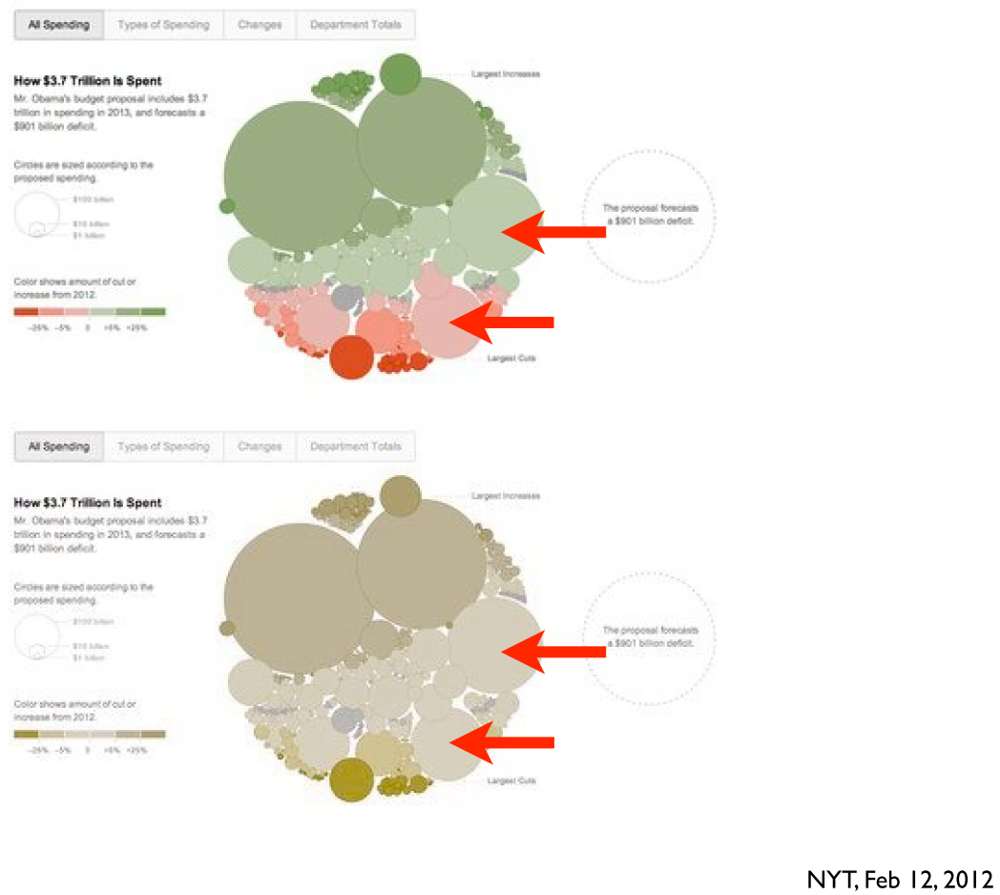 All Spending Types of Spending Changes Department Totals
How $3.7 Trillion Is Spent
Mr. Obama's budget proposal includes $3.7
trillion in spending in 2013, and forecasts a
$901 billion deficit.
Circles are sized according to the
proposed spending.
$100 billion
$10 billion
$1 billion
Color shows amount of cut or
increase from 2012.
-25% -5% 0 +5% +25%
Largest Increases
The proposal forecasts
a $901 billion deficit.
Largest Cuts
All Spending Types of Spending Changes Department Totals
How $3.7 Trillion Is Spent
Mr. Obama's budget proposal includes $3.7
trillion in spending in 2013, and forecasts a
$901 billion deficit.
Circles are sized according to the
proposed spending.
$100 billion
$10 billion
$1 billion
Color shows amount of cut or
increase from 2012.
-25% -5% 0 +5% +25%
Largest Increases
The proposal forecasts
a $901 billion deficit.
Largest Cuts
NYT, Feb 12, 2012